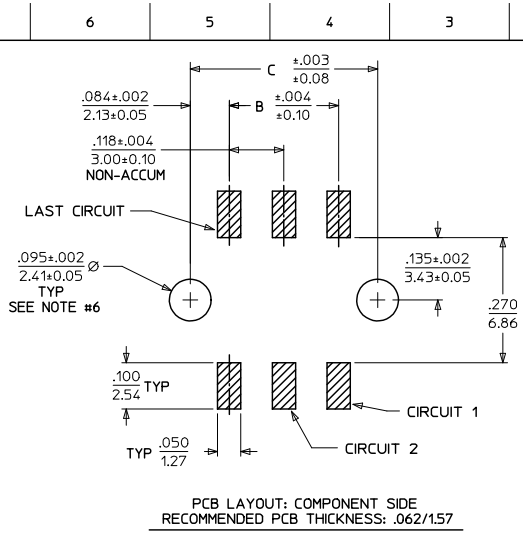 6 5 4 3
C ±.003
±0.08
.084±.002
2.13±0.05
B ±.004
±0.10
.118±.004
3.00±0.10
NON-ACCUM
LAST CIRCUIT
.095±.002 Ø
2.41±0.05
TYP
SEE NOTE #6
.135±.002
3.43±0.05
.270
6.86
.100 TYP
2.54
CIRCUIT 1
TYP .050
1.27
CIRCUIT 2
PCB LAYOUT: COMPONENT SIDE
RECOMMENDED PCB THICKNESS: .062/1.57